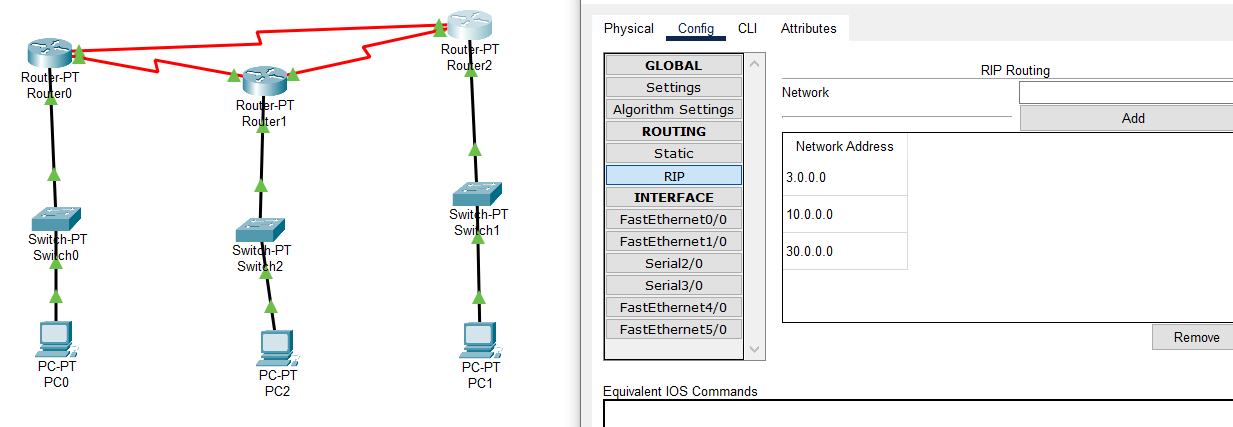 Router-PT
Router0
Router-PT
Router1
Router-PT
Router2
Switch-PT
Switch0
Switch-PT
Switch2
Switch-PT
Switch1
PC-PT
PC0
PC-PT
PC2
PC-PT
PC1
Physical Config CLI Attributes
GLOBAL
Settings
Algorithm Settings
ROUTING
Static
RIP
INTERFACE
FastEthernet0/0
FastEthernet1/0
Serial2/0
Serial3/0
FastEthernet4/0
FastEthernet5/0
RIP Routing
Network
Add
Network Address
3.0.0.0
10.0.0.0
30.0.0.0
Remove
Equivalent IOS Commands